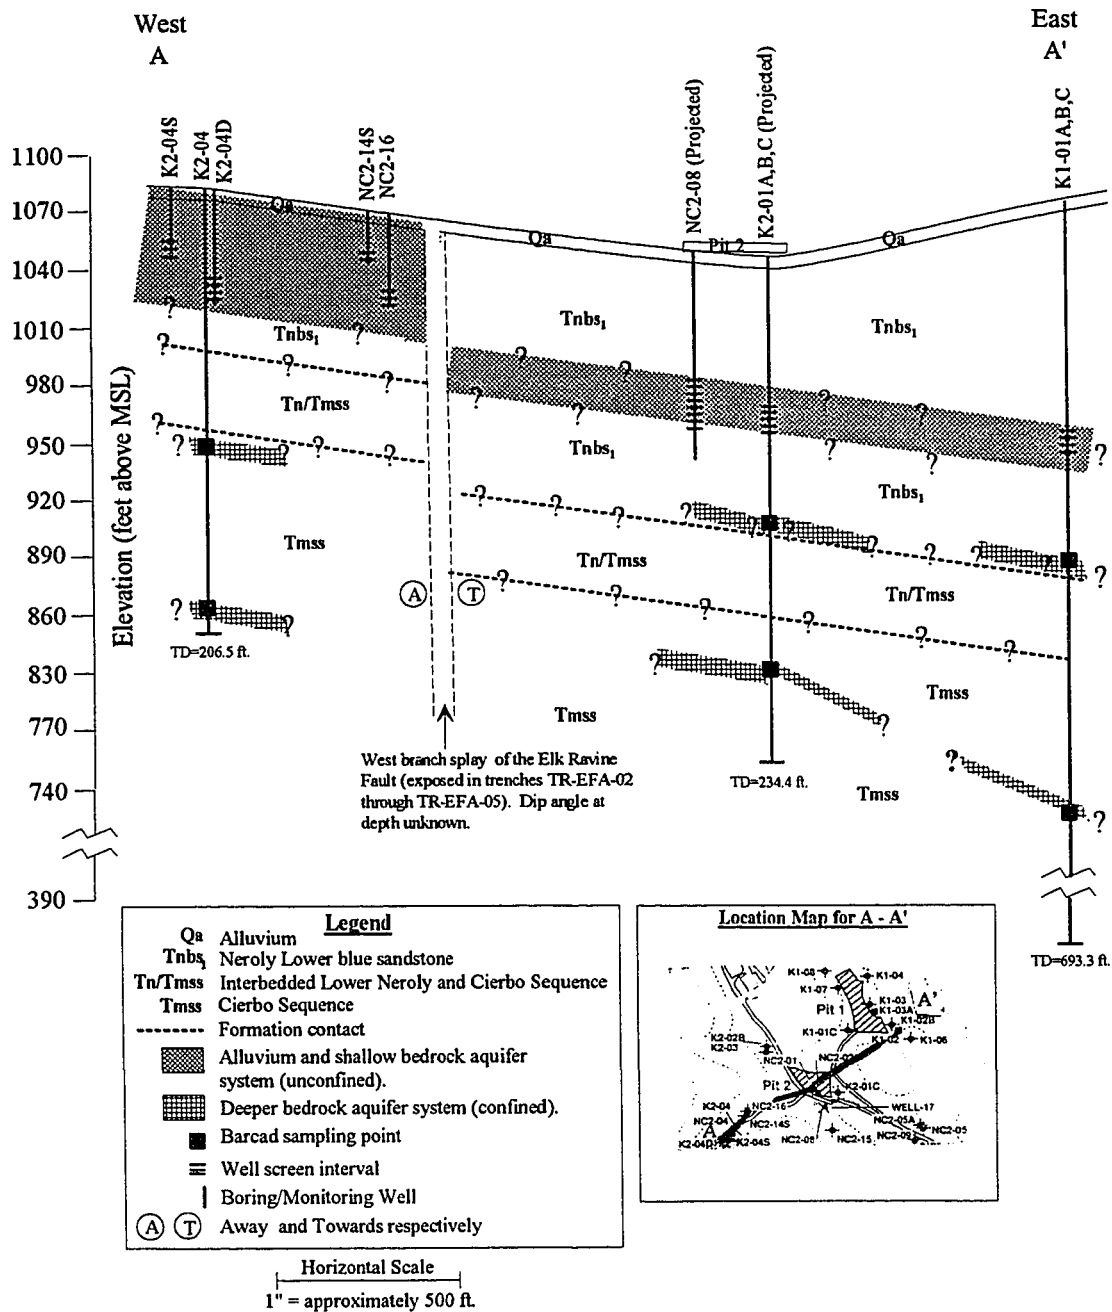 West
A
East
A'
K2-04S
K2-04
K2-04D
NC2-14S
NC2-16
NC2-08 (Projected)
K2-01A,B,C (Projected)
K1-01A,B,C
Elevation (feet above MSL)
1100
1070
1040
1010
980
950
920
890
860
830
770
740
390
Qa
Qa
Pit 2
Qa
Tnbs1
Tnbs1
Tnbs1
Tn/Tmss
Tnbs1
Tnbs1
Tmss
Tn/Tmss
Tn/Tmss
A
T
TD=206.5 ft.
Tmss
Tmss
Tmss
West branch splay of the Elk Ravine
Fault (exposed in trenches TR-EFA-02
through TR-EFA-05). Dip angle at
depth unknown.
TD=234.4 ft.
TD=693.3 ft.
Legend
Qa Alluvium
Tnbs1 Neroly Lower blue sandstone
Tn/Tmss Interbedded Lower Neroly and Cierbo Sequence
Tmss Cierbo Sequence
Formation contact
Alluvium and shallow bedrock aquifer
system (unconfined).
Deeper bedrock aquifer system (confined).
Barcad sampling point
Well screen interval
Boring/Monitoring Well
A T Away and Towards respectively
Horizontal Scale
1" = approximately 500 ft.
Location Map for A - A'
K1-08
K1-04
K1-07
K1-03
K1-03A
Pit 1
A'
K1-02B
K1-01C
K1-02
K1-06
K2-02B
K2-03
NC2-01
Pit 2
K2-01C
K2-04
NC2-16
WELL-17
NC2-04
NC2-14S
NC2-05A
NC2-05
A
K2-04D
K2-04S
NC2-08
NC2-15
NC2-09